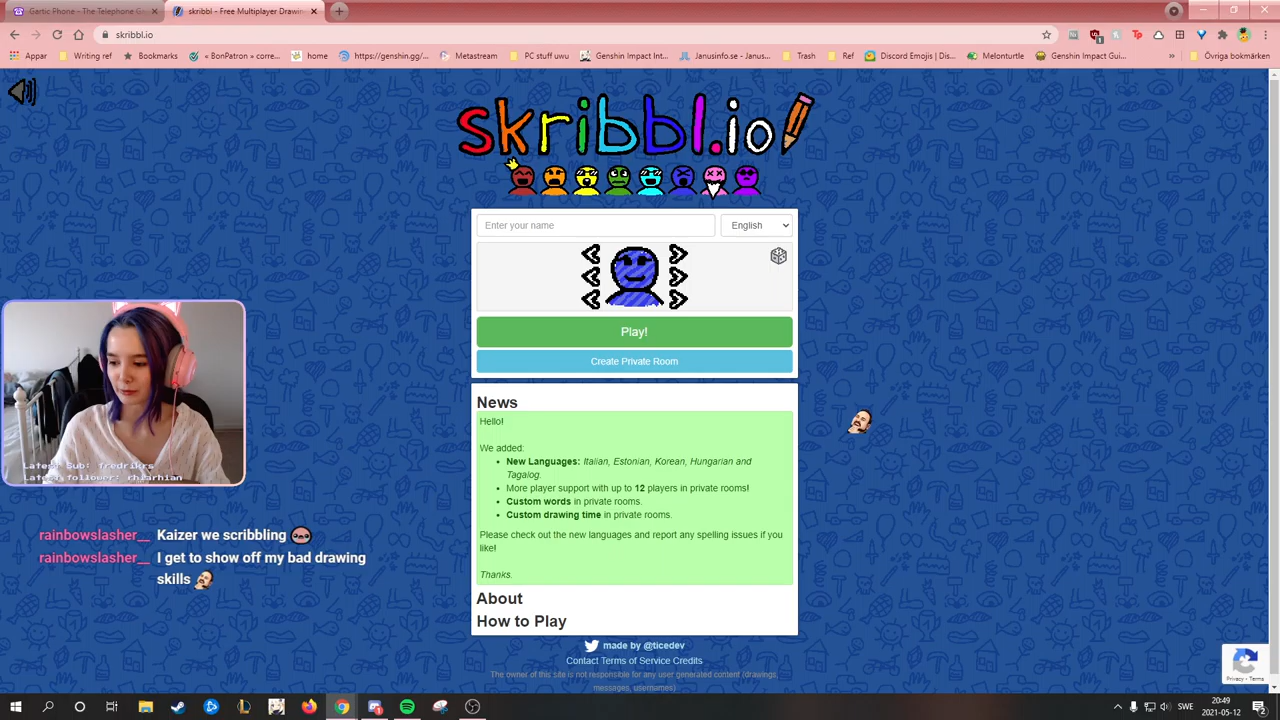 Gartic Phone - The Telephone G
skribbl - Free Multiplayer Drawin
skribbl.io
Appar
Writing ref
Bookmarks
« BonPatron » corre...
home
https://genshin.gg/...
Metastream
PC stuff uwu
Genshin Impact Int...
Janusinfo.se - Janus...
Trash
Ref
Discord Emojis | Dis...
Melonturtle
Genshin Impact Gui...
»
Övriga bokmärken
skribbl.io
Enter your name
English
Play!
Create Private Room
News
Hello!
We added:
New Languages: Italian, Estonian, Korean, Hungarian and
Tagalog.
More player support with up to 12 players in private rooms!
Custom words in private rooms.
Custom drawing time in private rooms.
Please check out the new languages and report any spelling issues if you
like!
Thanks.
About
How to Play
made by @ticedev
Contact Terms of Service Credits
The owner of this site is not responsible for any user generated content (drawings,
messages, usernames)
Latest Sub: fredrikrs
Latest follower: rhiarhian
rainbowslasher__ Kaizer we scribbling
rainbowslasher__ I get to show off my bad drawing
skills
Privacy - Terms
SWE
20:49
2021-05-12
2